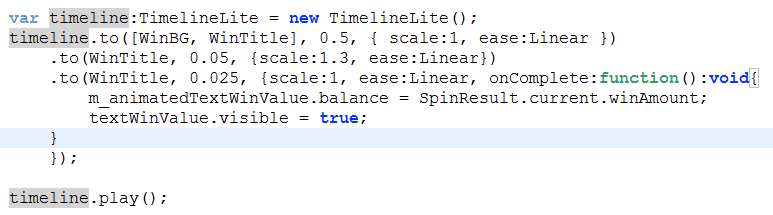 var timeline:TimelineLite = new TimelineLite();
timeline.to([WinBG, WinTitle], 0.5, { scale:1, ease:Linear })
    .to(WinTitle, 0.05, {scale:1.3, ease:Linear})
    .to(WinTitle, 0.025, {scale:1, ease:Linear, onComplete:function():void{
        m_animatedTextWinValue.balance = SpinResult.current.winAmount;
        textWinValue.visible = true;
    }
    });
timeline.play();